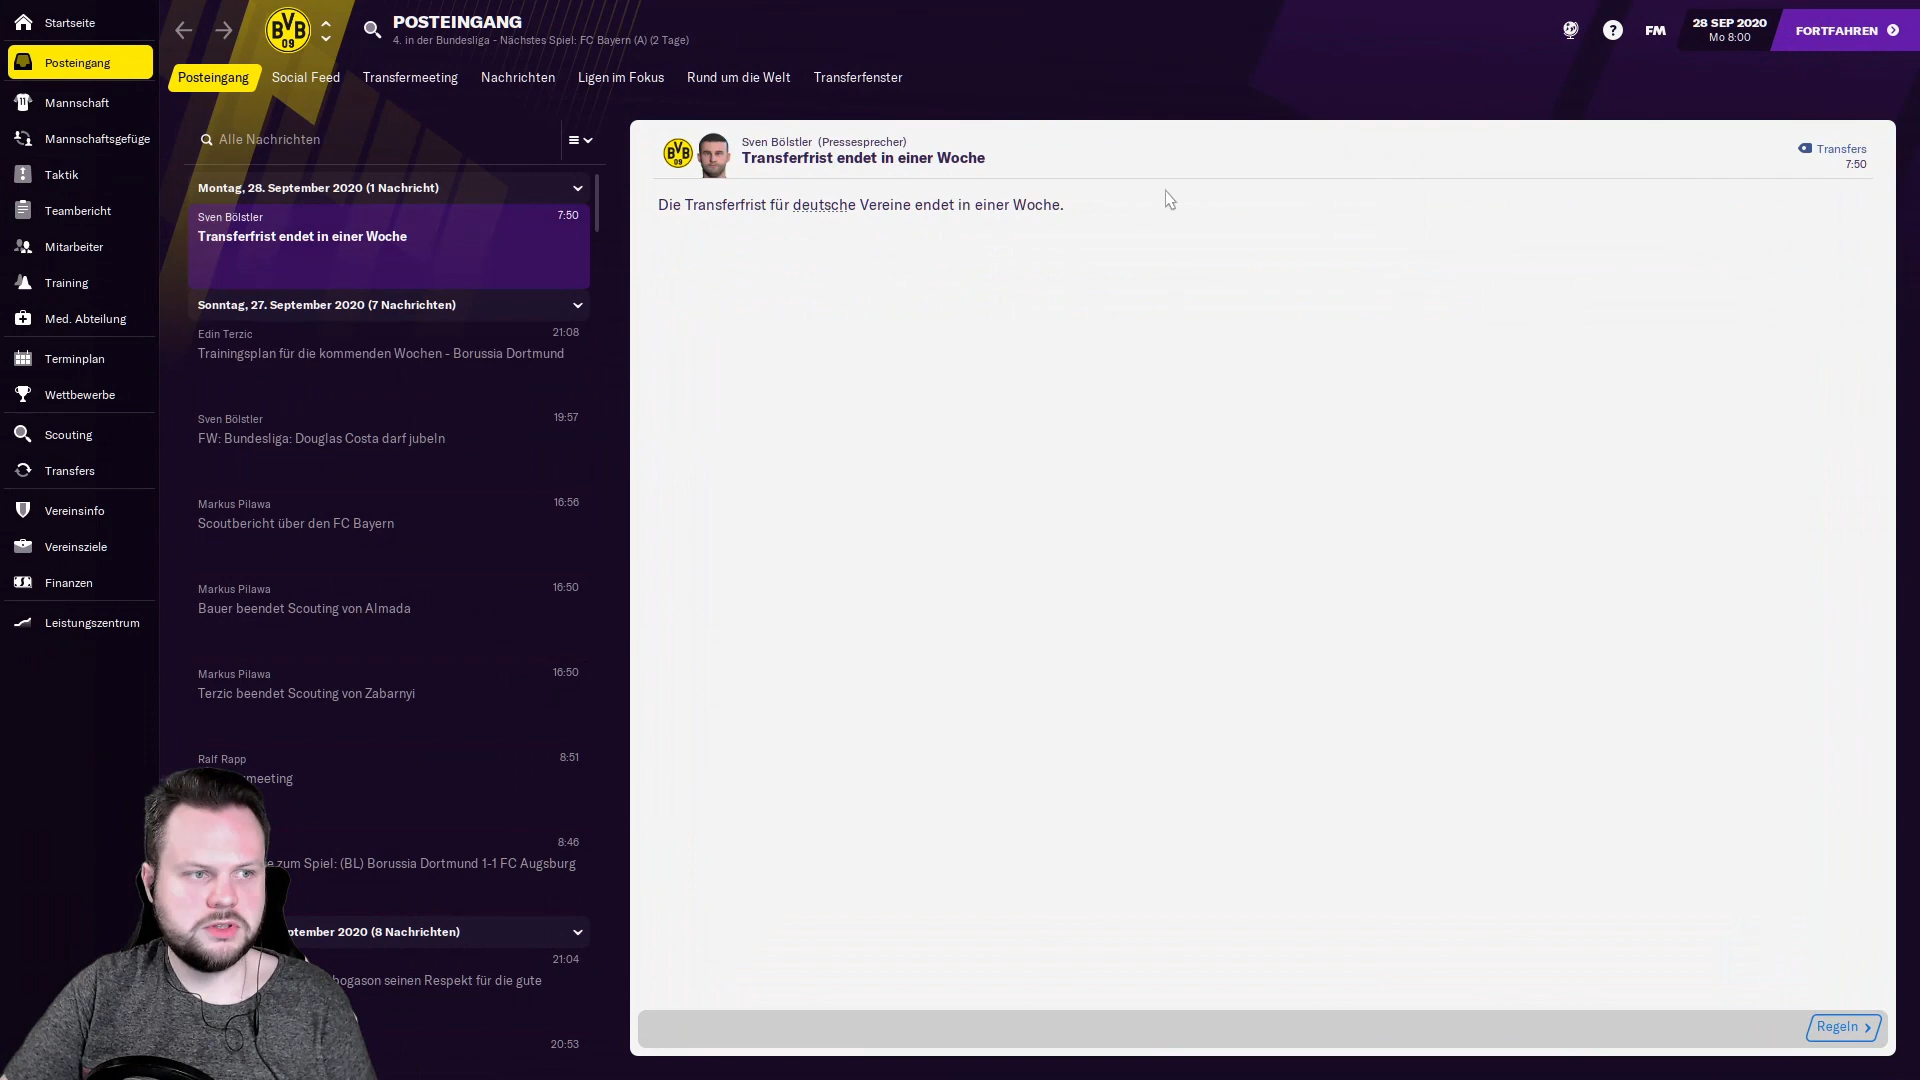 Startseite
Posteingang
Mannschaft
Mannschaftsgefüge
Taktik
Teambericht
Mitarbeiter
Training
Med. Abteilung
Terminplan
Wettbewerbe
Scouting
Transfers
Vereinsinfo
Vereinsziele
Finanzen
Leistungszentrum
BVB
09
POSTEINGANG
4. in der Bundesliga - Nächstes Spiel: FC Bayern (A) (2 Tage)
?
FM
28 SEP 2020
Mo 8:00
FORTFAHREN
Posteingang
Social Feed
Transfermeeting
Nachrichten
Ligen im Fokus
Rund um die Welt
Transferfenster
Alle Nachrichten
Montag, 28. September 2020 (1 Nachricht)
Sven Bölstler
7:50
Transferfrist endet in einer Woche
Sonntag, 27. September 2020 (7 Nachrichten)
Edin Terzic
21:08
Trainingsplan für die kommenden Wochen - Borussia Dortmund
Sven Bölstler
19:57
FW: Bundesliga: Douglas Costa darf jubeln
Markus Pilawa
16:56
Scoutbericht über den FC Bayern
Markus Pilawa
16:50
Bauer beendet Scouting von Almada
Markus Pilawa
16:50
Terzic beendet Scouting von Zabarnyi
Ralf Rapp
8:51
meeting
8:46
zum Spiel: (BL) Borussia Dortmund 1-1 FC Augsburg
2020 (8 Nachrichten)
21:04
seinen Respekt für die gute
20:53
BVB
09
Sven Bölstler (Pressesprecher)
Transferfrist endet in einer Woche
Transfers
7:50
Die Transferfrist für deutsche Vereine endet in einer Woche.
Regeln